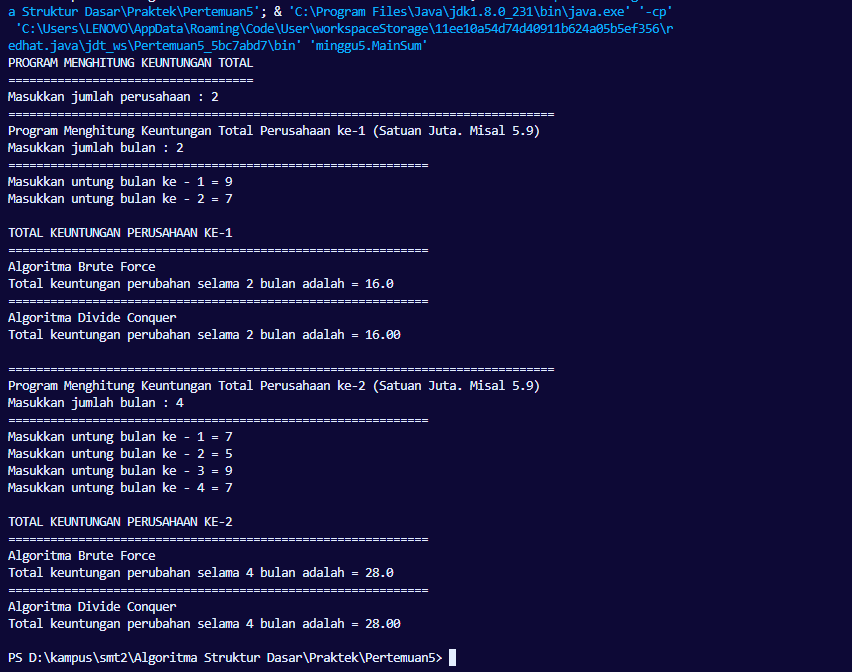 a Struktur Dasar\Praktek\Pertemuan5'; & 'C:\Program Files\Java\jdk1.8.0_231\bin\java.exe' '-cp'
'C:\Users\LENOVO\AppData\Roaming\Code\User\workspaceStorage\11ee10a54d74d40911b624a05b5ef356\r
edhat.java\jdt_ws\Pertemuan5_5bc7abd7\bin' 'minggu5.MainSum'
PROGRAM MENGHITUNG KEUNTUNGAN TOTAL
===================================
Masukkan jumlah perusahaan : 2
==============================================================================
Program Menghitung Keuntungan Total Perusahaan ke-1 (Satuan Juta. Misal 5.9)
Masukkan jumlah bulan : 2
============================================================
Masukkan untung bulan ke - 1 = 9
Masukkan untung bulan ke - 2 = 7
TOTAL KEUNTUNGAN PERUSAHAAN KE-1
============================================================
Algoritma Brute Force
Total keuntungan perubahan selama 2 bulan adalah = 16.0
============================================================
Algoritma Divide Conquer
Total keuntungan perubahan selama 2 bulan adalah = 16.00
==============================================================================
Program Menghitung Keuntungan Total Perusahaan ke-2 (Satuan Juta. Misal 5.9)
Masukkan jumlah bulan : 4
============================================================
Masukkan untung bulan ke - 1 = 7
Masukkan untung bulan ke - 2 = 5
Masukkan untung bulan ke - 3 = 9
Masukkan untung bulan ke - 4 = 7
TOTAL KEUNTUNGAN PERUSAHAAN KE-2
============================================================
Algoritma Brute Force
Total keuntungan perubahan selama 4 bulan adalah = 28.0
============================================================
Algoritma Divide Conquer
Total keuntungan perubahan selama 4 bulan adalah = 28.00
PS D:\kampus\smt2\Algoritma Struktur Dasar\Praktek\Pertemuan5>